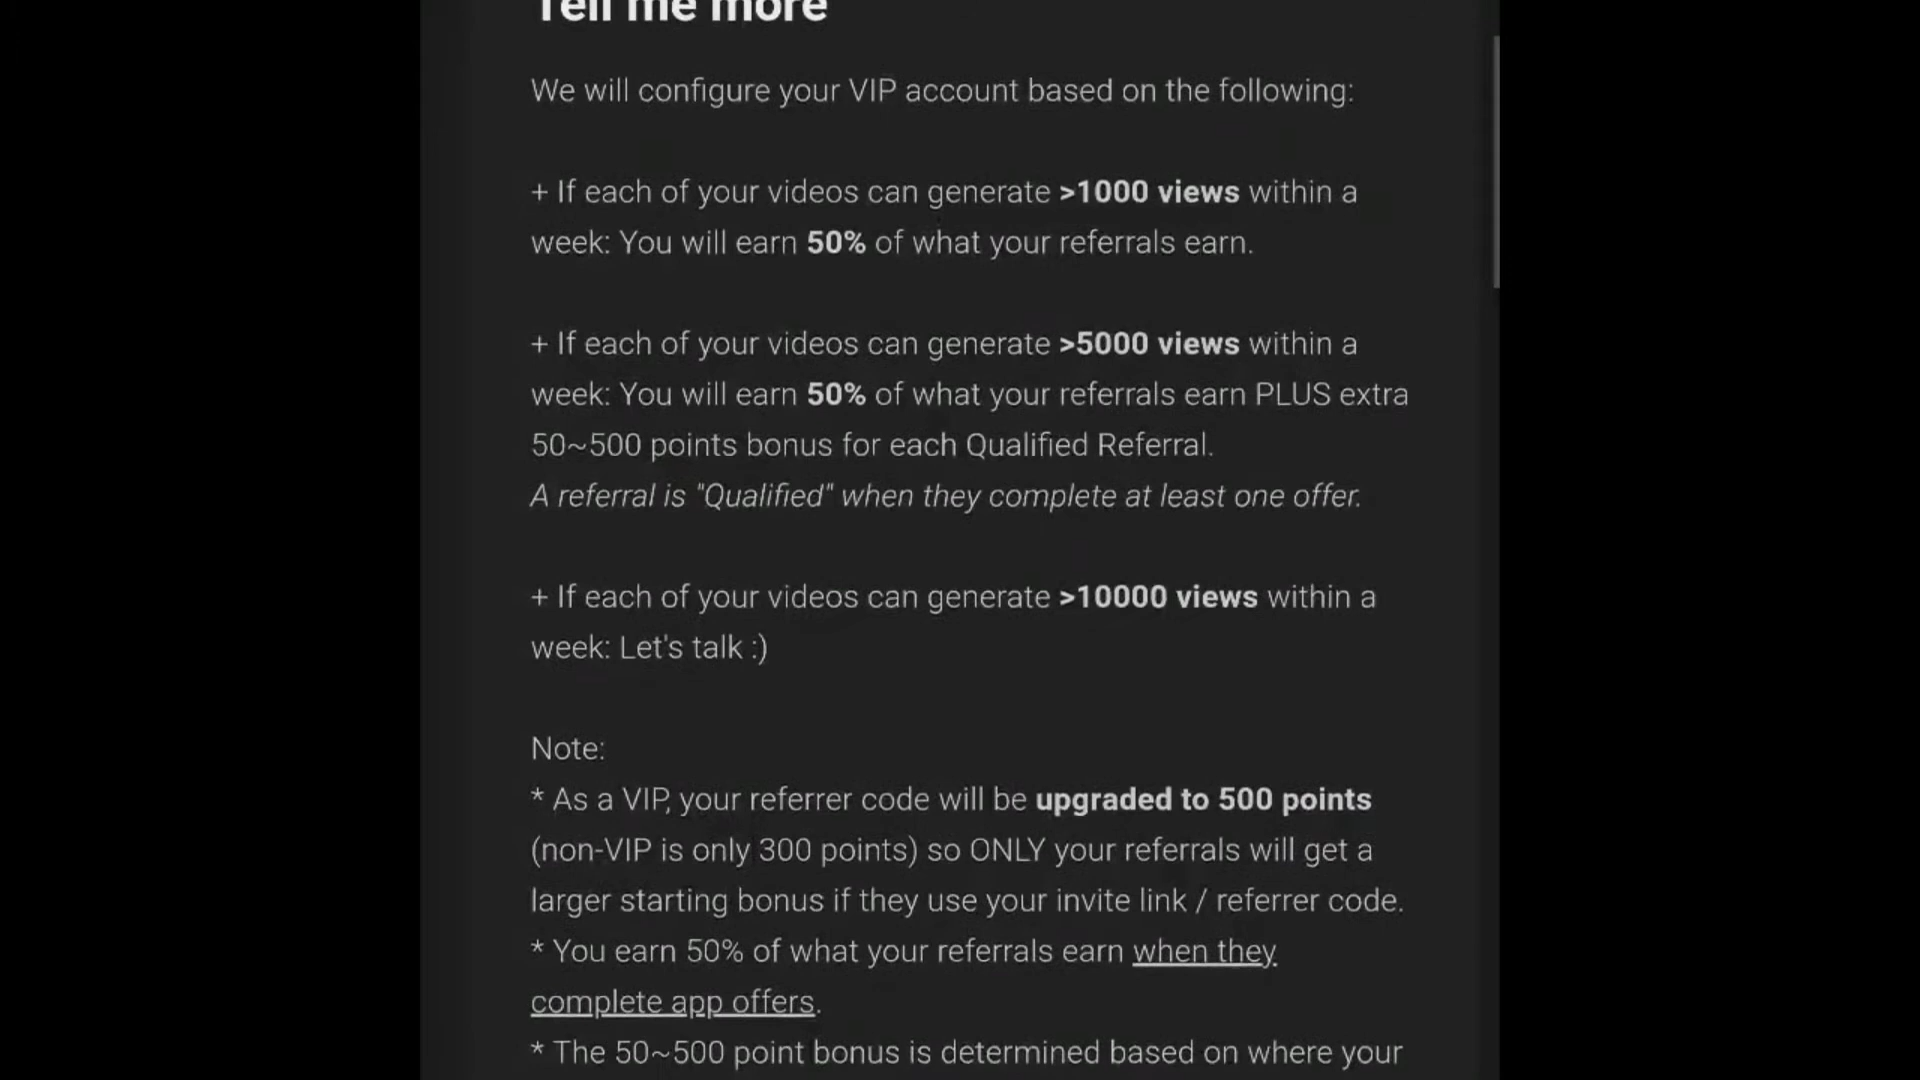 Tell me more
We will configure your VIP account based on the following:
+ If each of your videos can generate >1000 views within a
week: You will earn 50% of what your referrals earn.
+ If each of your videos can generate >5000 views within a
week: You will earn 50% of what your referrals earn PLUS extra
50~500 points bonus for each Qualified Referral.
A referral is "Qualified" when they complete at least one offer.
+ If each of your videos can generate >10000 views within a
week: Let's talk :)
Note:
* As a VIP, your referrer code will be upgraded to 500 points
(non-VIP is only 300 points) so ONLY your referrals will get a
larger starting bonus if they use your invite link / referrer code.
* You earn 50% of what your referrals earn when they
complete app offers.
* The 50~500 point bonus is determined based on where your